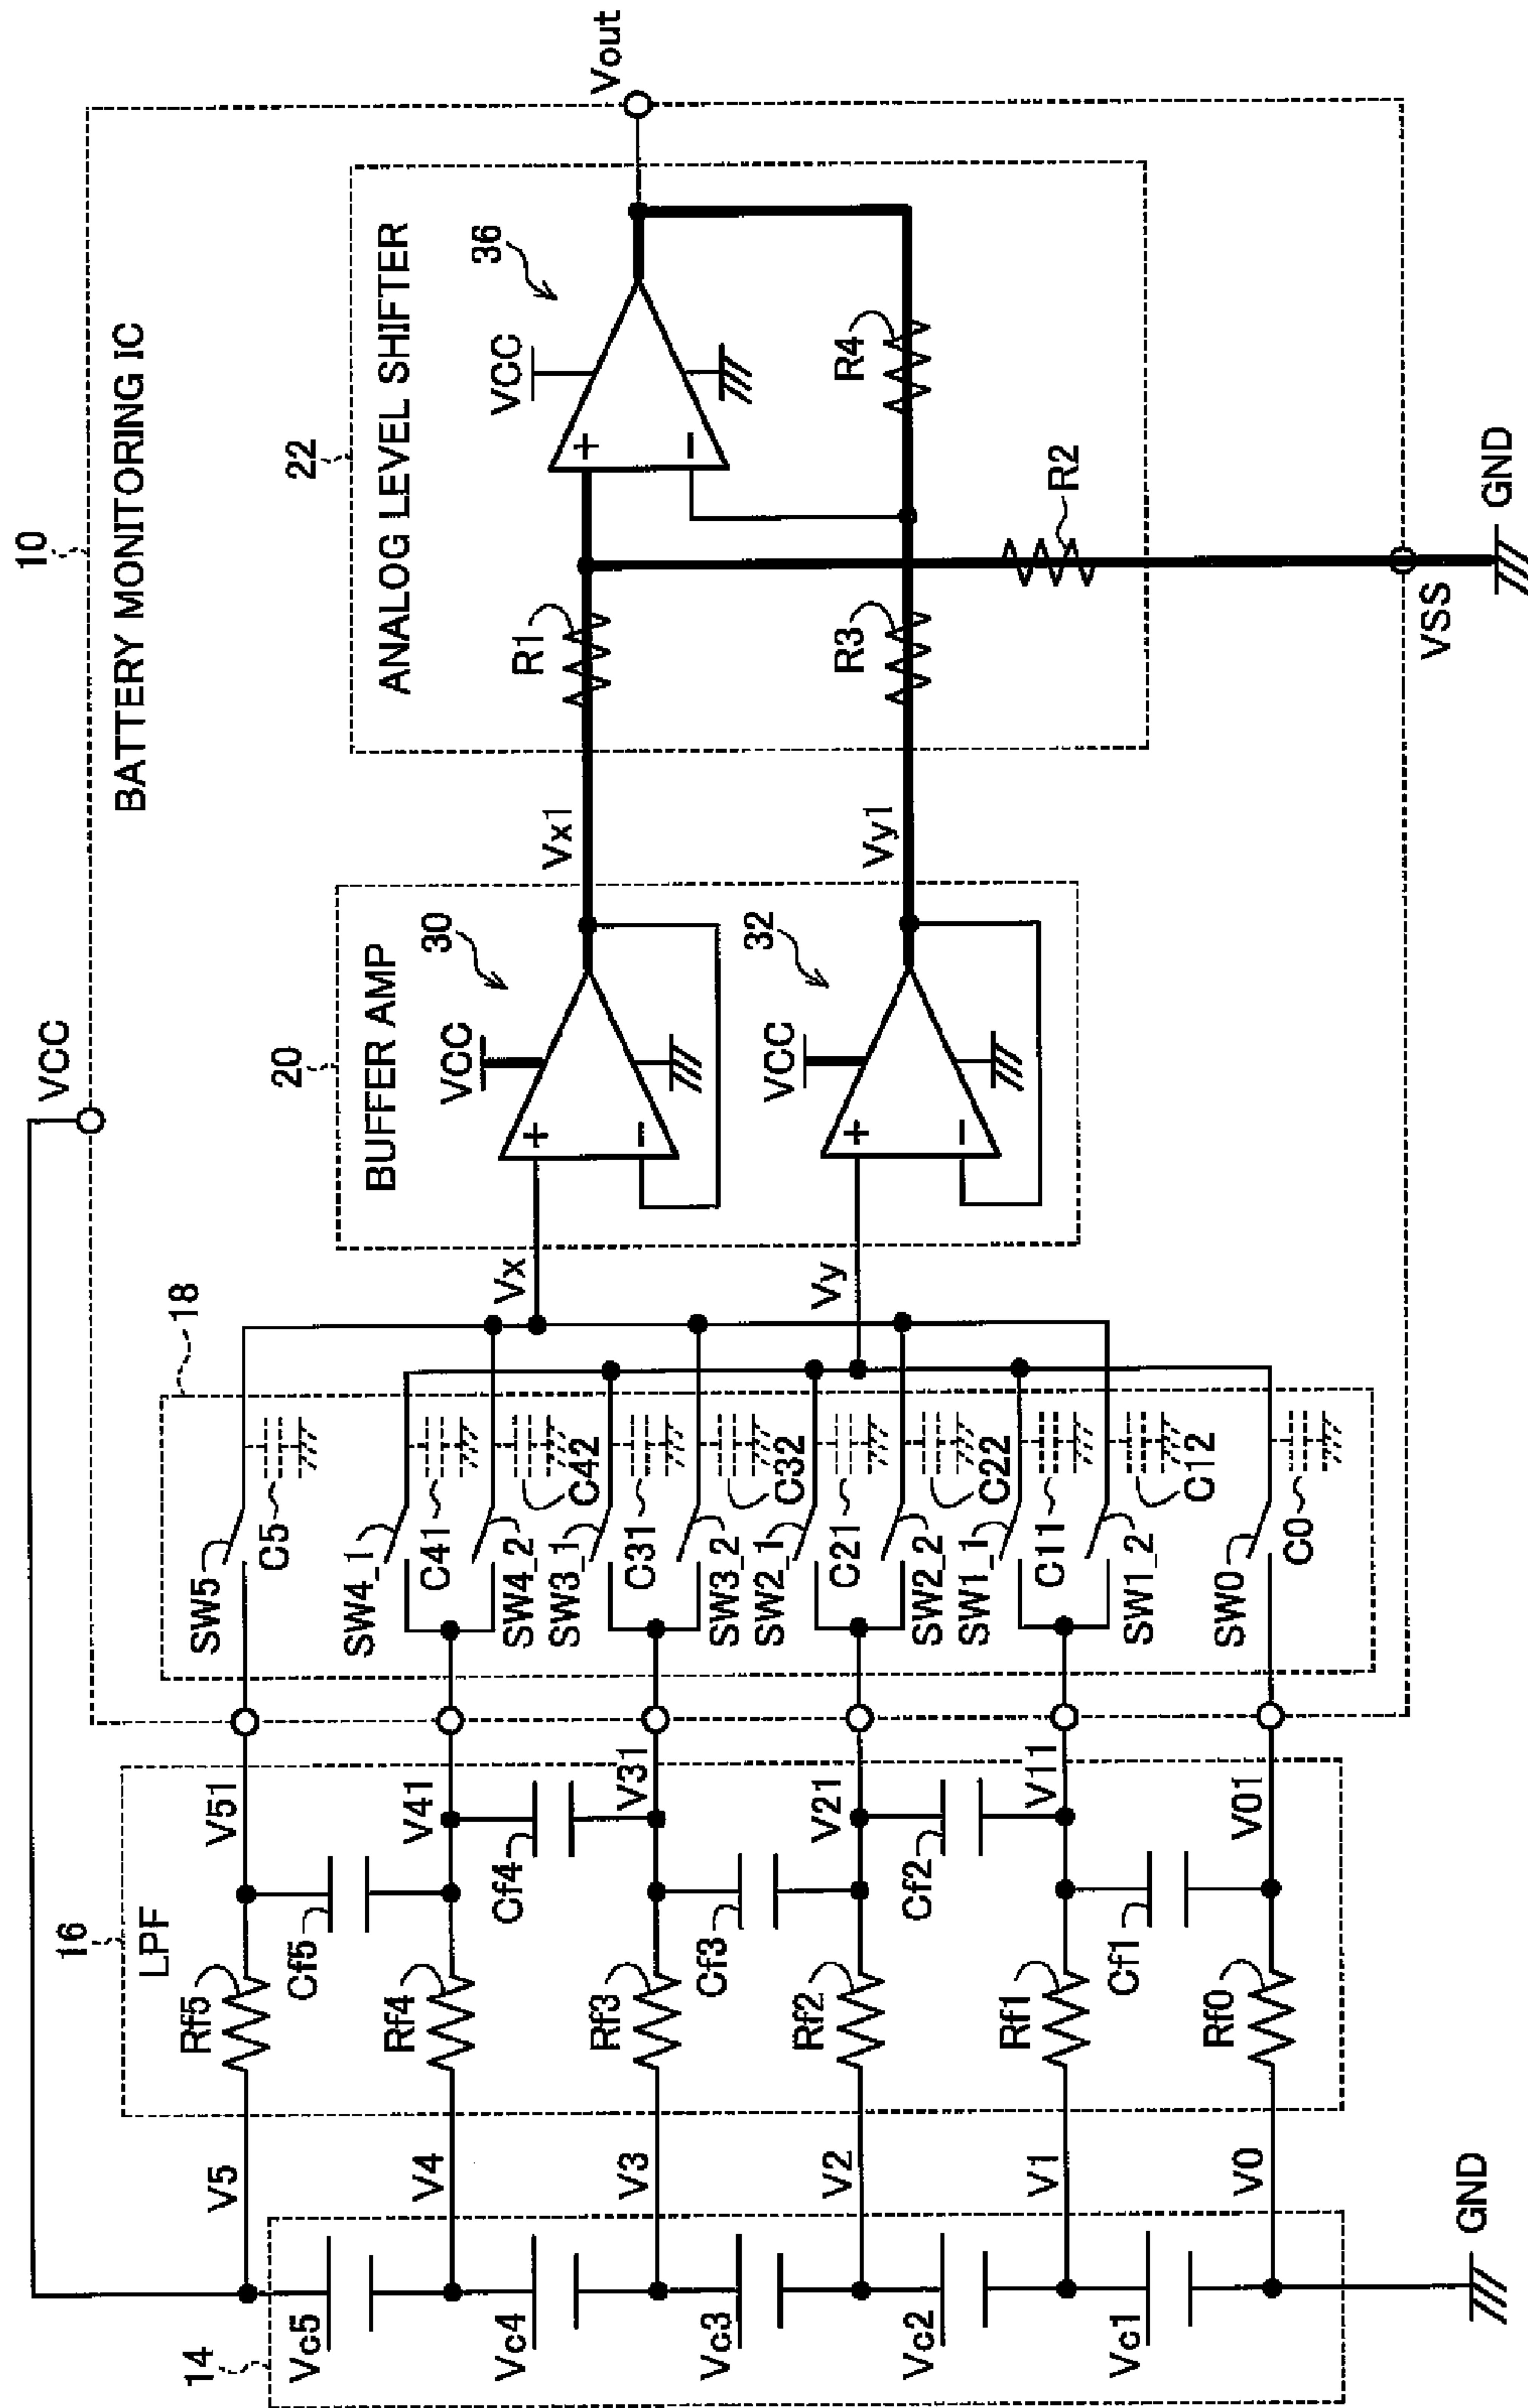 10
BATTERY MONITORING IC
VCC
Vout
22
ANALOG LEVEL SHIFTER
36
VCC
+
−
R1
R2
R3
R4
VSS
GND
20
BUFFER AMP
30
VCC
+
−
Vx1
32
VCC
+
−
Vy1
Vx
Vy
18
SW5
C5
SW4_1
C41
SW4_2
C42
SW3_1
C31
SW3_2
C32
SW2_1
C21
SW2_2
C22
SW1_1
C11
SW1_2
C12
SW0
C0
16
LPF
V51
V41
V31
V21
V11
V01
Cf5
Cf4
Cf3
Cf2
Cf1
Rf5
Rf4
Rf3
Rf2
Rf1
Rf0
V5
V4
V3
V2
V1
V0
14
Vc5
Vc4
Vc3
Vc2
Vc1
GND